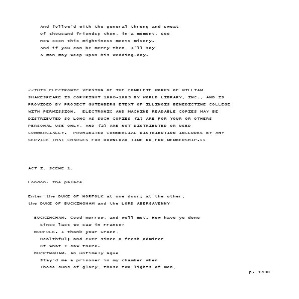 And follow'd with the general throng and sweat
Of thousand friends; then, in a moment, see
How soon this mightiness meets misery.
And if you can be merry then, I'll say
A man may weep upon his wedding-day.
<<THIS ELECTRONIC VERSION OF THE COMPLETE WORKS OF WILLIAM
SHAKESPEARE IS COPYRIGHT 1990-1993 BY WORLD LIBRARY, INC., AND IS
PROVIDED BY PROJECT GUTENBERG ETEXT OF ILLINOIS BENEDICTINE COLLEGE
WITH PERMISSION. ELECTRONIC AND MACHINE READABLE COPIES MAY BE
DISTRIBUTED SO LONG AS SUCH COPIES (1) ARE FOR YOUR OR OTHERS
PERSONAL USE ONLY, AND (2) ARE NOT DISTRIBUTED OR USED
COMMERCIALLY. PROHIBITED COMMERCIAL DISTRIBUTION INCLUDES BY ANY
SERVICE THAT CHARGES FOR DOWNLOAD TIME OR FOR MEMBERSHIP.>>
ACT I. SCENE 1.
London. The palace
Enter the DUKE OF NORFOLK at one door; at the other,
the DUKE OF BUCKINGHAM and the LORD ABERGAVENNY
BUCKINGHAM. Good morrow, and well met. How have ye done
Since last we saw in France?
NORFOLK. I thank your Grace,
Healthful; and ever since a fresh admirer
Of what I saw there.
BUCKINGHAM. An untimely ague
Stay'd me a prisoner in my chamber when
Those suns of glory, those two lights of men,